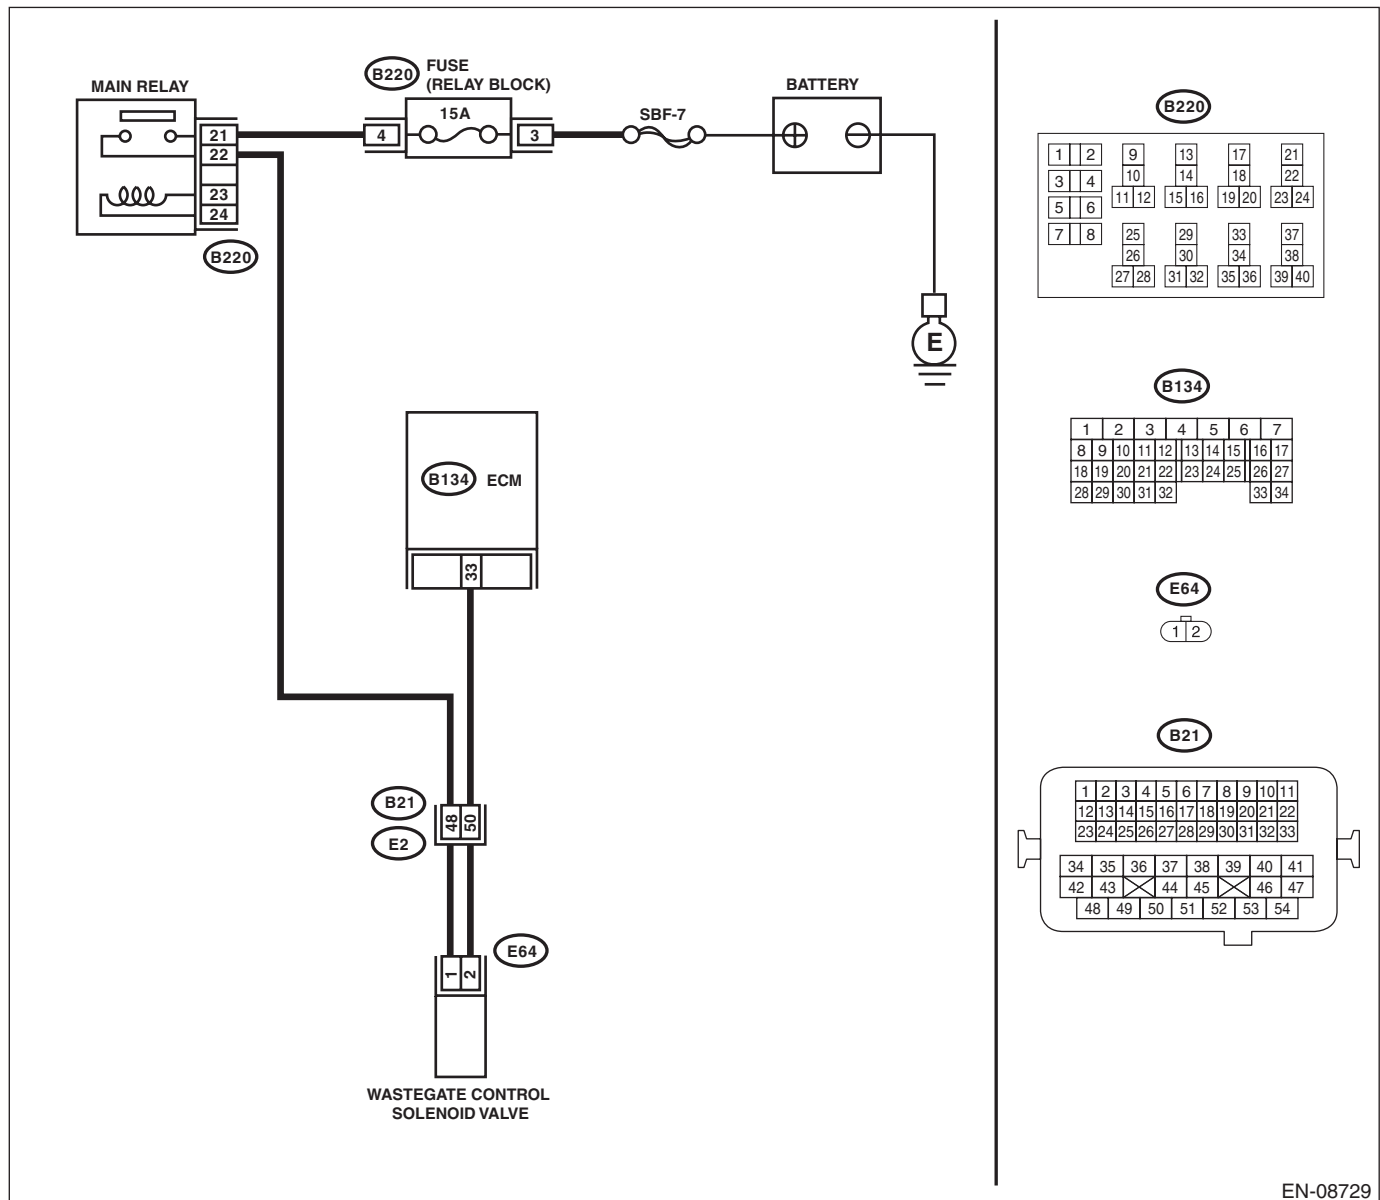 MAIN RELAY
21
22
23
24
B220
B220
FUSE
(RELAY BLOCK)
15A
4
3
SBF-7
BATTERY
E
B134
ECM
33
B21
E2
48
50
E64
1
2
WASTEGATE CONTROL
SOLENOID VALVE
B220
1 2 9 13 17 21
10 14 18 22
3 4
11 12 15 16 19 20 23 24
5 6
7 8 25 29 33 37
26 30 34 38
27 28 31 32 35 36 39 40
B134
1 2 3 4 5 6 7
8 9 10 11 12 13 14 15 16 17
18 19 20 21 22 23 24 25 26 27
28 29 30 31 32 33 34
E64
1 2
B21
1 2 3 4 5 6 7 8 9 10 11
12 13 14 15 16 17 18 19 20 21 22
23 24 25 26 27 28 29 30 31 32 33
34 35 36 37 38 39 40 41
42 43 44 45 46 47
48 49 50 51 52 53 54
EN-08729